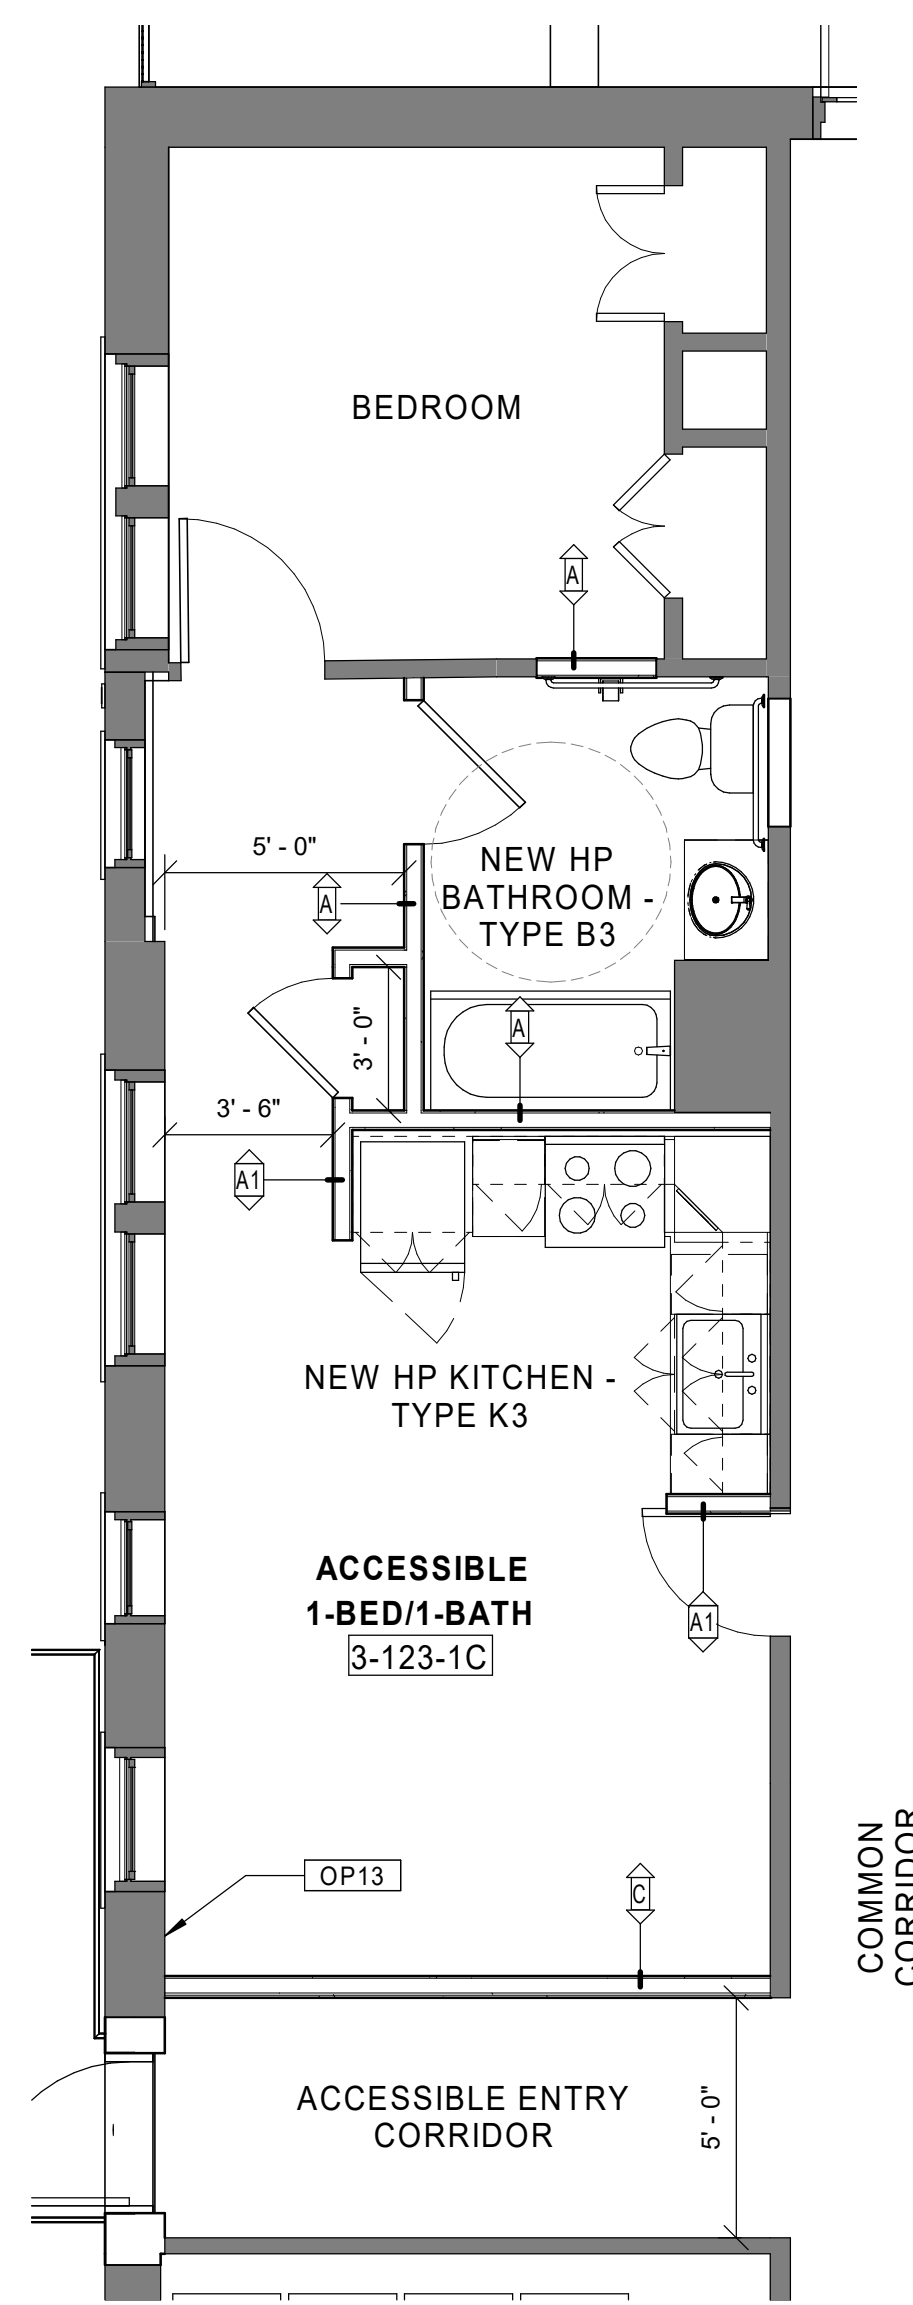 BEDROOM
A
5' - 0"
NEW HP
BATHROOM -
TYPE B3
A
3' - 0"
A
3' - 6"
A1
NEW HP KITCHEN -
TYPE K3
ACCESSIBLE
1-BED/1-BATH
3-123-1C
A1
OP13
C
COMMON
CORRIDOR
ACCESSIBLE ENTRY
CORRIDOR
5' - 0"